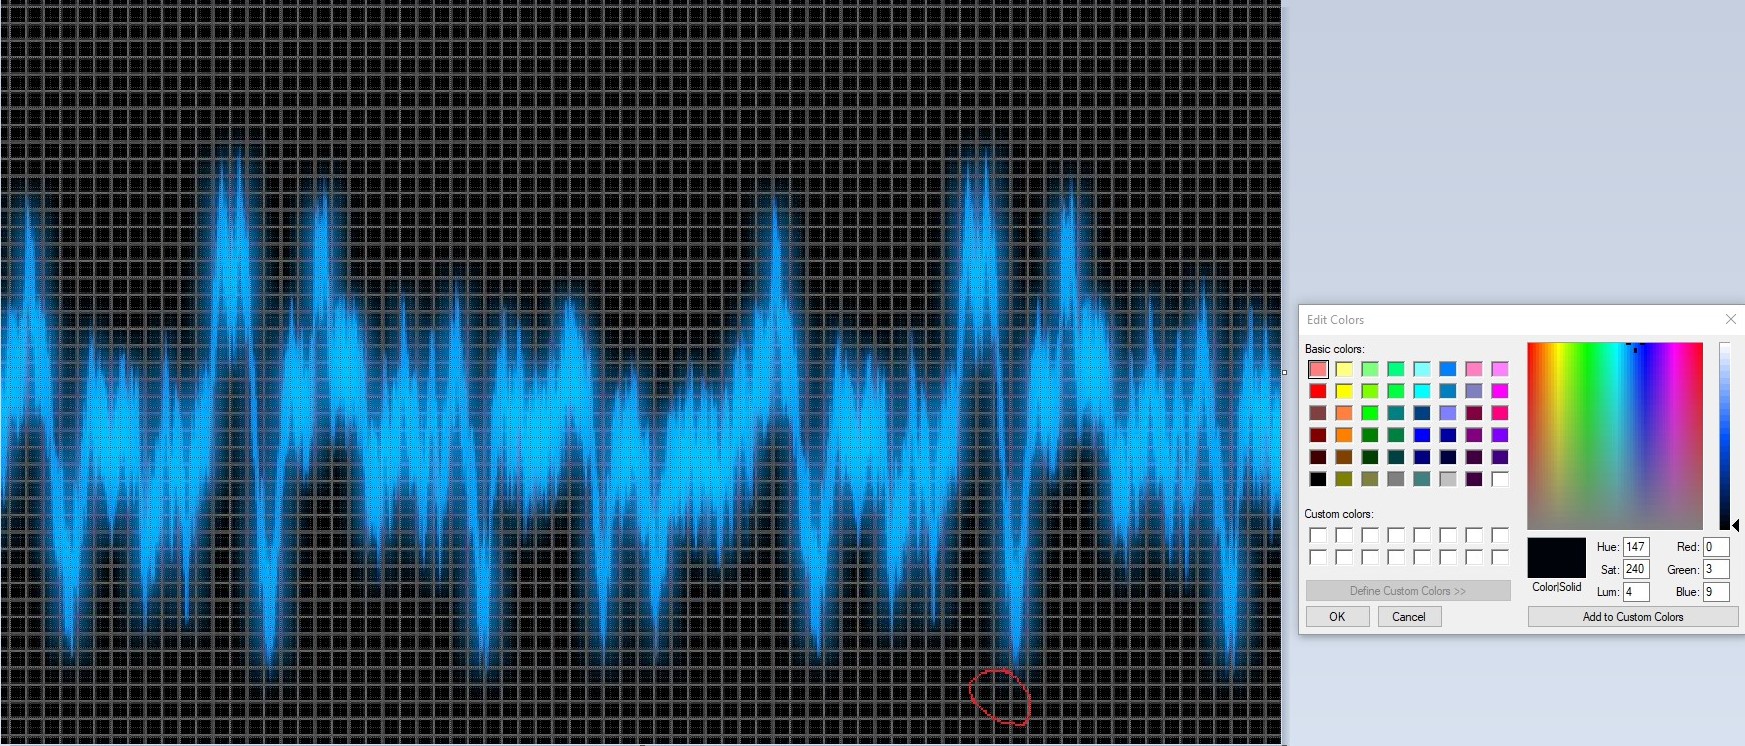 Edit Colors
Basic colors:
Custom colors:
Define Custom Colors >>
OK
Cancel
Color|Solid
Hue: 147
Sat: 240
Lum: 4
Red: 0
Green: 3
Blue: 9
Add to Custom Colors